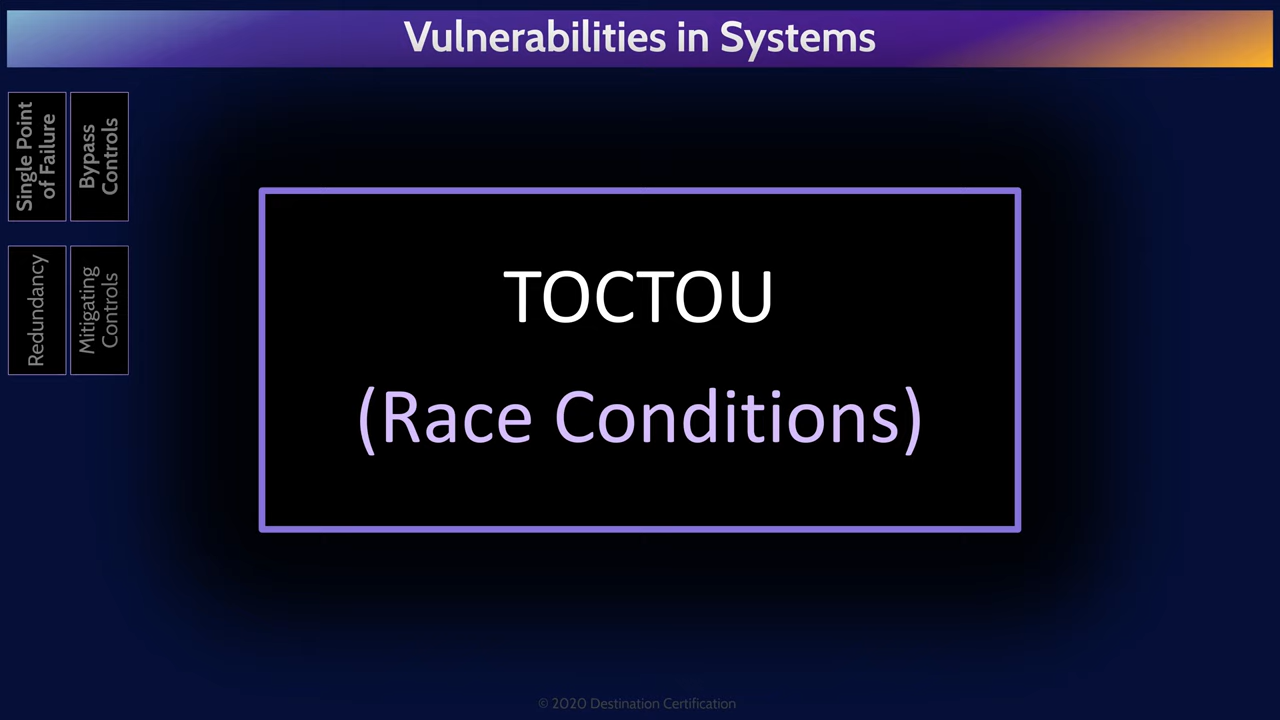 Vulnerabilities in Systems
Single Point
of Failure
Bypass
Controls
Redundancy
Mitigating
Controls
TOCTOU
(Race Conditions)
© 2020 Destination Certification